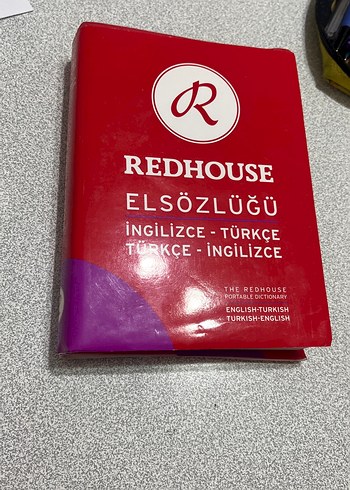 R
REDHOUSE
ELSÖZLÜĞÜ
İNGİLİZCE - TÜRKÇE
TÜRKÇE - İNGİLİZCE
THE REDHOUSE
PORTABLE DICTIONARY
ENGLISH-TURKISH
TURKISH-ENGLISH